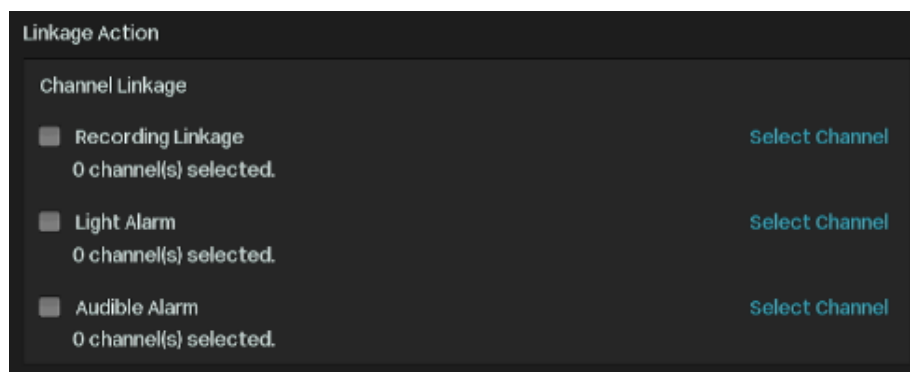 Linkage Action
Channel Linkage
Recording Linkage Select Channel
0 channel(s) selected.
Light Alarm Select Channel
0 channel(s) selected.
Audible Alarm Select Channel
0 channel(s) selected.